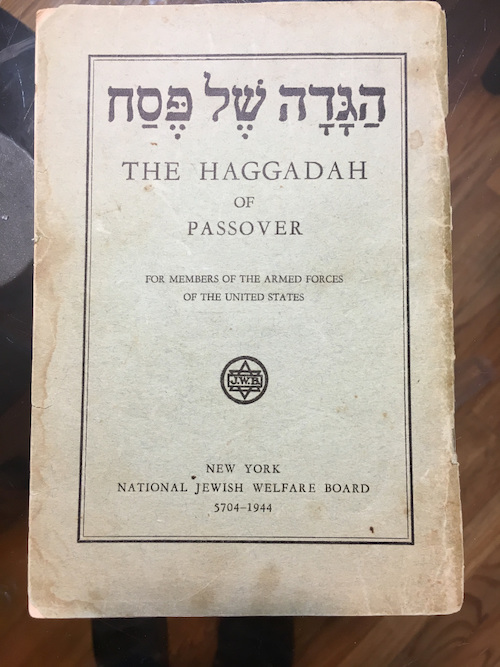 הַגָּדָה שֶׁל פֶּסַח
THE HAGGADAH
OF
PASSOVER
FOR MEMBERS OF THE ARMED FORCES
OF THE UNITED STATES
J.W.B.
NEW YORK
NATIONAL JEWISH WELFARE BOARD
5704–1944